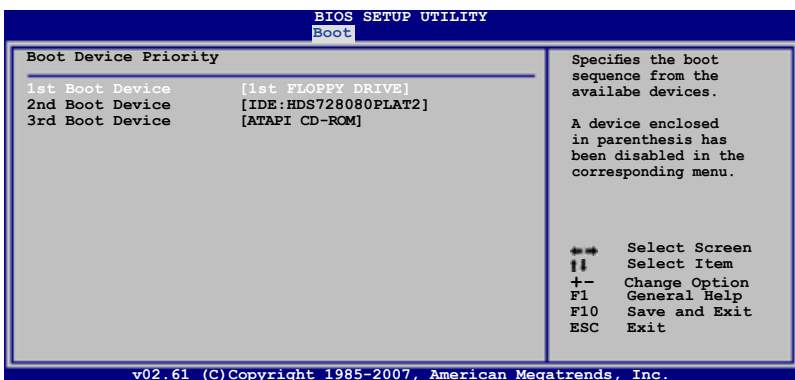 BIOS SETUP UTILITY
Boot
Boot Device Priority
1st Boot Device [1st FLOPPY DRIVE]
2nd Boot Device [IDE:HDS728080PLAT2]
3rd Boot Device [ATAPI CD-ROM]
Specifies the boot
sequence from the
availabe devices.
A device enclosed
in parenthesis has
been disabled in the
corresponding menu.
←→ Select Screen
↑↓ Select Item
+- Change Option
F1 General Help
F10 Save and Exit
ESC Exit
v02.61 (C)Copyright 1985-2007, American Megatrends, Inc.